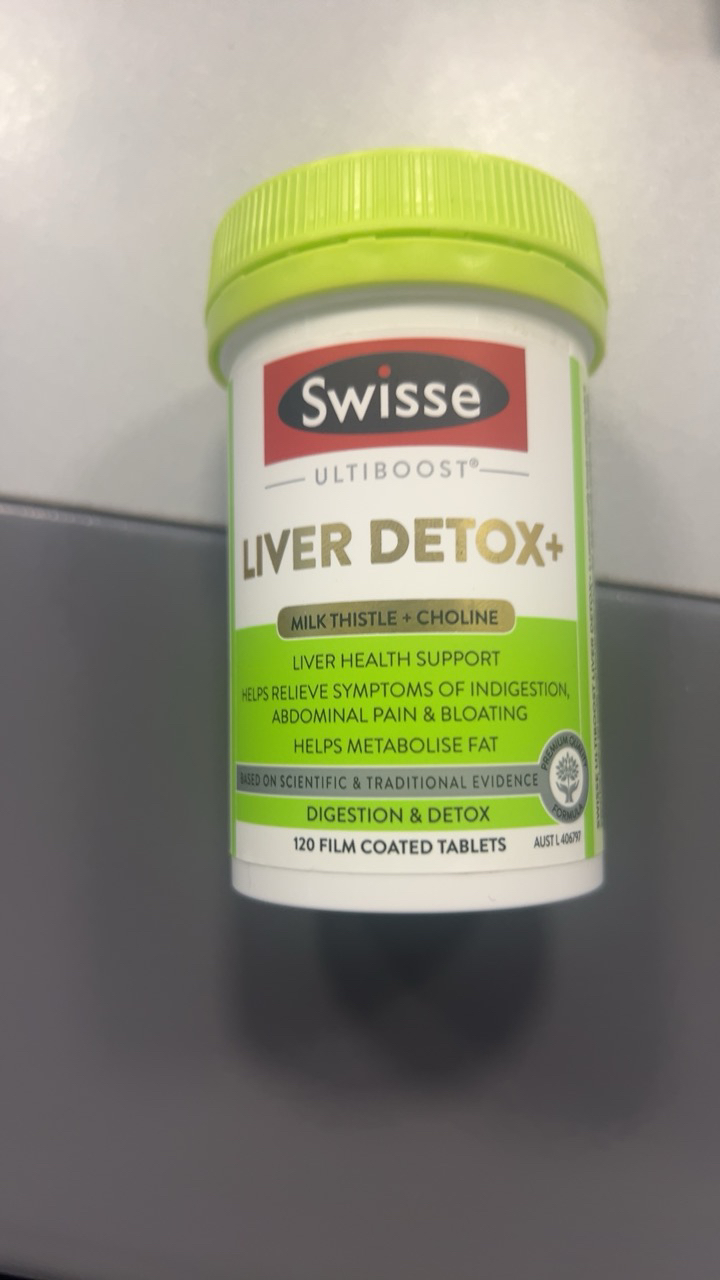 Swisse
ULTIBOOST®
LIVER DETOX+
MILK THISTLE + CHOLINE
LIVER HEALTH SUPPORT
HELPS RELIEVE SYMPTOMS OF INDIGESTION,
ABDOMINAL PAIN & BLOATING
HELPS METABOLISE FAT
BASED ON SCIENTIFIC & TRADITIONAL EVIDENCE
PREMIUM QUALITY
FORMULA
DIGESTION & DETOX
120 FILM COATED TABLETS
AUST L 406797